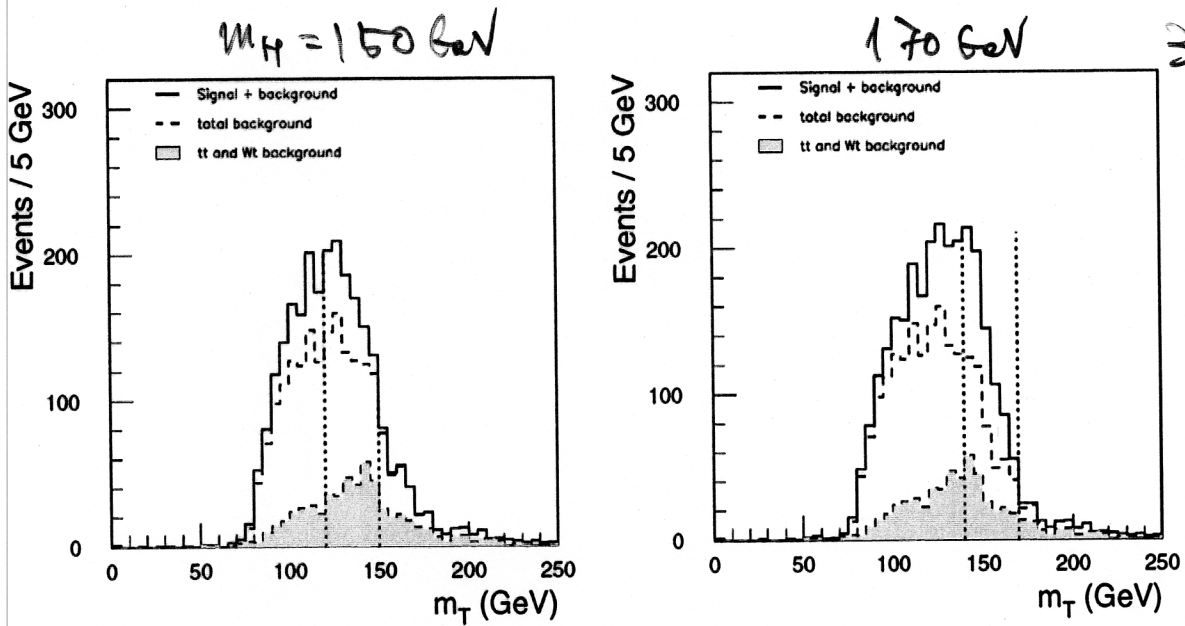 m_H = 150 GeV
Events / 5 GeV
300
200
100
0
Signal + background
total background
tt and Wt background
0 50 100 150 200 250
m_T (GeV)
170 GeV
Events / 5 GeV
300
200
100
0
Signal + background
total background
tt and Wt background
0 50 100 150 200 250
m_T (GeV)